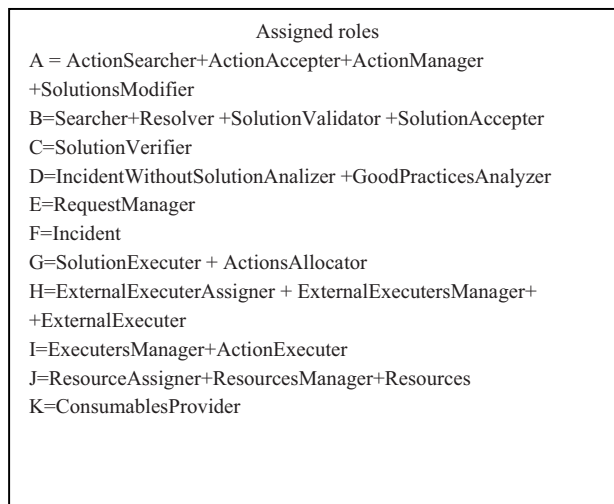 Assigned roles
A = ActionSearcher+ActionAccepter+ActionManager
+SolutionsModifier
B=Searcher+Resolver +SolutionValidator +SolutionAccepter
C=SolutionVerifier
D=IncidentWithoutSolutionAnalizer +GoodPracticesAnalyzer
E=RequestManager
F=Incident
G=SolutionExecuter + ActionsAllocator
H=ExternalExecuterAssigner + ExternalExecutersManager+
+ExternalExecuter
I=ExecutersManager+ActionExecuter
J=ResourceAssigner+ResourcesManager+Resources
K=ConsumablesProvider